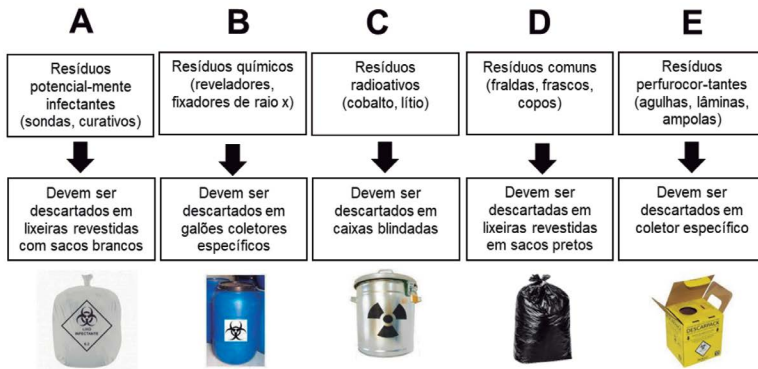 A
B
C
D
E
Resíduos
potencial-mente
infectantes
(sondas, curativos)
Resíduos químicos
(reveladores,
fixadores de raio x)
Resíduos
radioativos
(cobalto, lítio)
Resíduos comuns
(fraldas, frascos,
copos)
Resíduos
perfurocor-tantes
(agulhas, lâminas,
ampolas)
Devem ser
descartados em
lixeiras revestidas
com sacos brancos
Devem ser
descartados em
galões coletores
específicos
Devem ser
descartados em
caixas blindadas
Devem ser
descartadas em
lixeiras revestidas
em sacos pretos
Devem ser
descartados em
coletor específico
LIXO
INFECTANTE
DESCARPACK